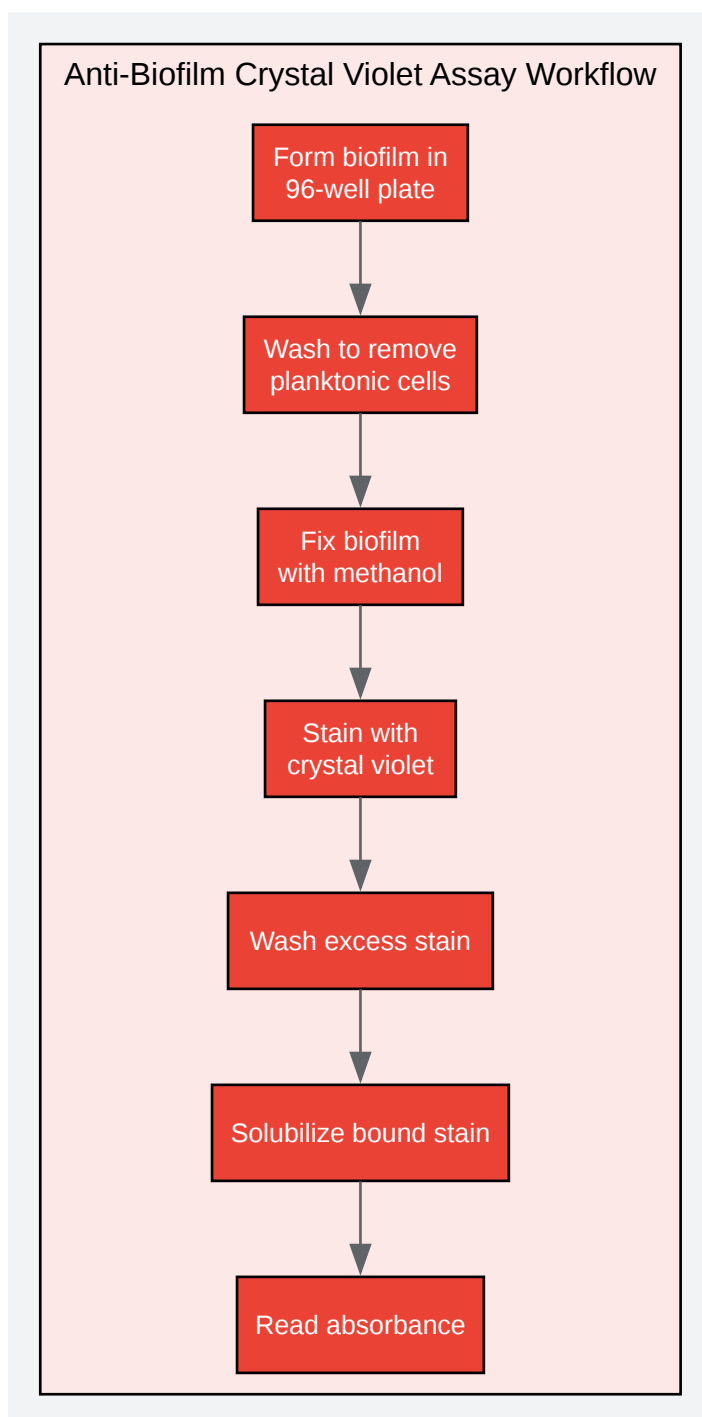 Anti-Biofilm Crystal Violet Assay Workflow
Form biofilm in
96-well plate
Wash to remove
planktonic cells
Fix biofilm
with methanol
Stain with
crystal violet
Wash excess stain
Solubilize bound stain
Read absorbance